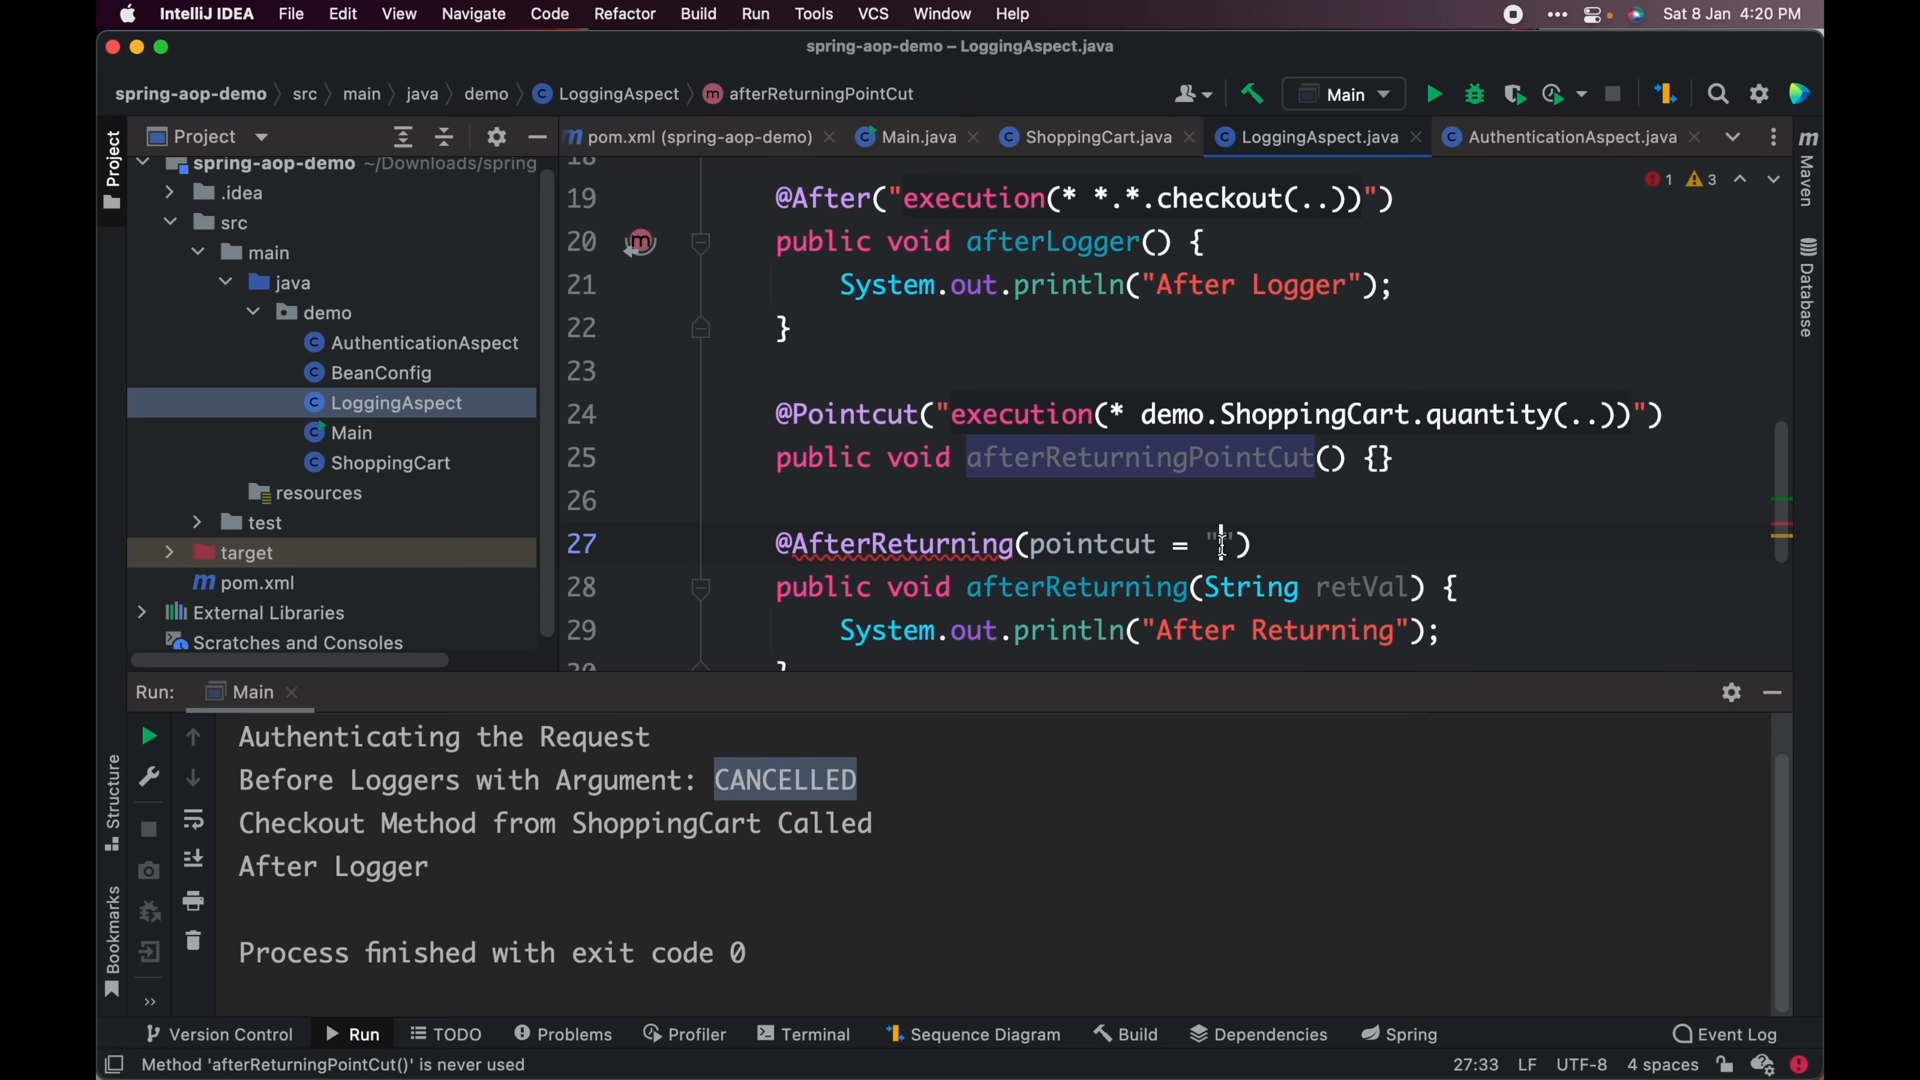 IntelliJ IDEA File Edit View Navigate Code Refactor Build Run Tools VCS Window Help Sat 8 Jan 4:20 PM
spring-aop-demo – LoggingAspect.java
spring-aop-demo src main java demo LoggingAspect afterReturningPointCut Main
Project pom.xml (spring-aop-demo) Main.java ShoppingCart.java LoggingAspect.java AuthenticationAspect.java
Project
Maven
Database
Structure
Bookmarks
spring-aop-demo ~/Downloads/spring
.idea
src
main
java
demo
AuthenticationAspect
BeanConfig
LoggingAspect
Main
ShoppingCart
resources
test
target
pom.xml
External Libraries
Scratches and Consoles
1 3
18
19 @After("execution(* *.*.checkout(..))")
20 public void afterLogger() {
21 System.out.println("After Logger");
22 }
23
24 @Pointcut("execution(* demo.ShoppingCart.quantity(..))")
25 public void afterReturningPointCut() {}
26
27 @AfterReturning(pointcut = "")
28 public void afterReturning(String retVal) {
29 System.out.println("After Returning");
30 }
Run: Main
Authenticating the Request
Before Loggers with Argument: CANCELLED
Checkout Method from ShoppingCart Called
After Logger
Process finished with exit code 0
Version Control Run TODO Problems Profiler Terminal Sequence Diagram Build Dependencies Spring Event Log
Method 'afterReturningPointCut()' is never used 27:33 LF UTF-8 4 spaces